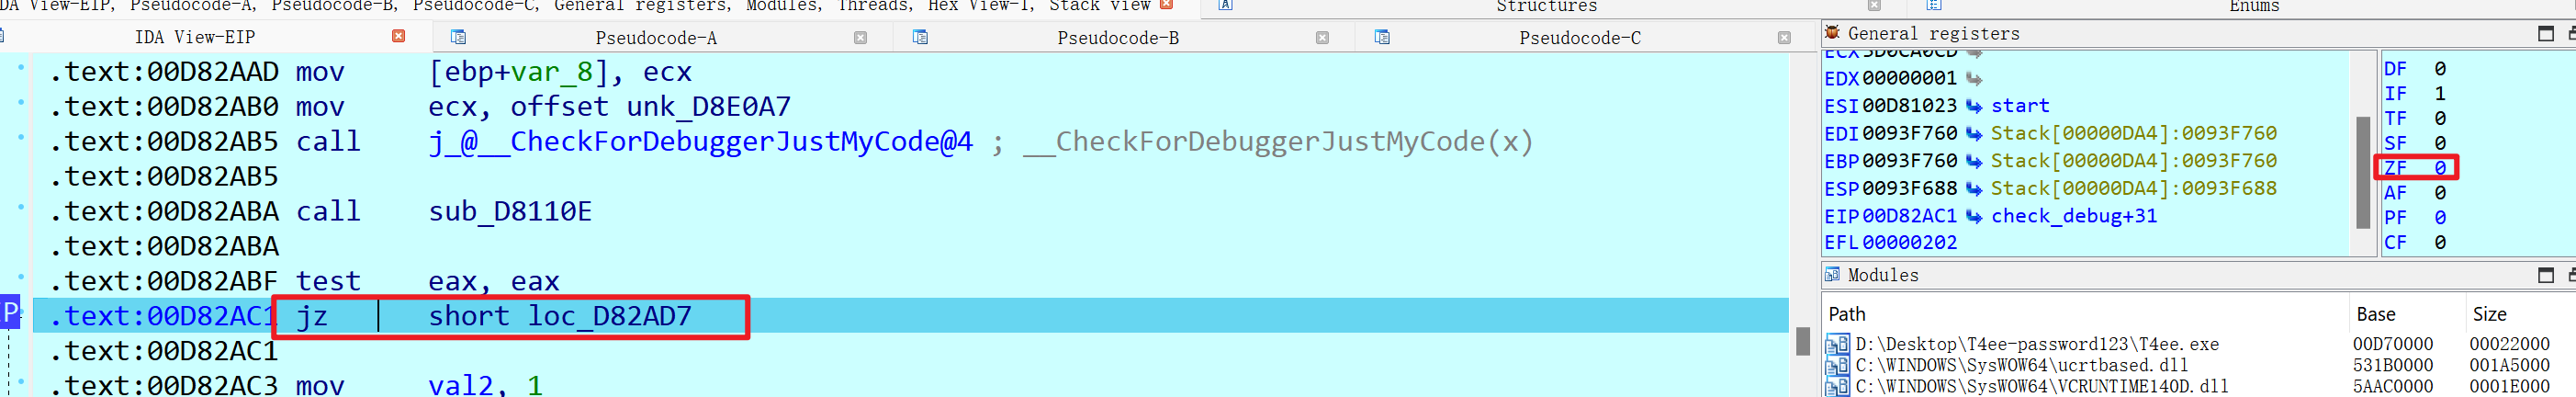 DA View-EIP, Pseudocode-A, Pseudocode-B, Pseudocode-C, General registers, Modules, Threads, Hex View-1, Stack view
Structures
Enums
IDA View-EIP
Pseudocode-A
Pseudocode-B
Pseudocode-C
.text:00D82AAD mov [ebp+var_8], ecx
.text:00D82AB0 mov ecx, offset unk_D8E0A7
.text:00D82AB5 call j_@__CheckForDebuggerJustMyCode@4 ; __CheckForDebuggerJustMyCode(x)
.text:00D82AB5
.text:00D82ABA call sub_D8110E
.text:00D82ABA
.text:00D82ABF test eax, eax
IP .text:00D82AC1 jz short loc_D82AD7
.text:00D82AC1
.text:00D82AC3 mov val2, 1
General registers
ECX 3D0CA0CD
EDX 00000001
ESI 00D81023 start
EDI 0093F760 Stack[00000DA4]:0093F760
EBP 0093F760 Stack[00000DA4]:0093F760
ESP 0093F688 Stack[00000DA4]:0093F688
EIP 00D82AC1 check_debug+31
EFL 00000202
DF 0
IF 1
TF 0
SF 0
ZF 0
AF 0
PF 0
CF 0
Modules
Path Base Size
D:\Desktop\T4ee-password123\T4ee.exe 00D70000 00022000
C:\WINDOWS\SysWOW64\ucrtbased.dll 531B0000 001A5000
C:\WINDOWS\SysWOW64\VCRUNTIME140D.dll 5AAC0000 0001E000